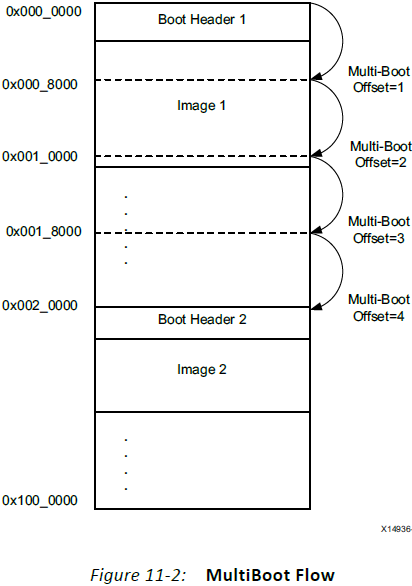 0x000_0000
Boot Header 1
0x000_8000
Multi-Boot
Offset=1
Image 1
0x001_0000
Multi-Boot
Offset=2
0x001_8000
Multi-Boot
Offset=3
0x002_0000
Multi-Boot
Offset=4
Boot Header 2
Image 2
0x100_0000
X14936
Figure 11-2: MultiBoot Flow